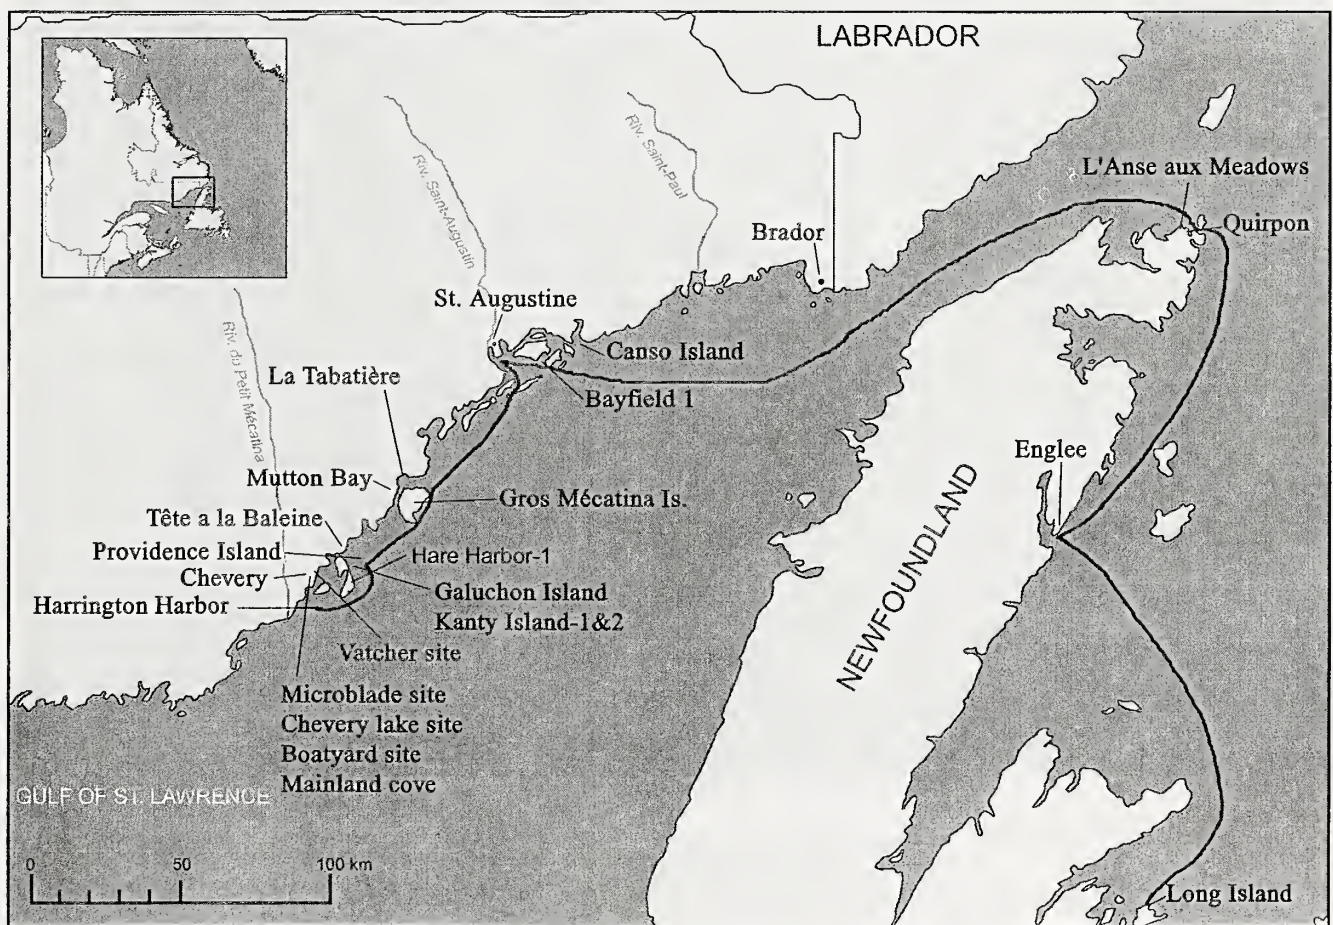 LABRADOR
L'Anse aux Meadows
Quirpon
Riv. Saint-Paul
Riv. Saint-Augustin
Brador
St. Augustine
Canso Island
Bayfield 1
Riv. du Petit Mécatina
La Tabatière
Englee
Mutton Bay
Gros Mécatina Is.
Tête a la Baleine
Providence Island
Hare Harbor-1
Chevery
Galuchon Island
Harrington Harbor
Kanty Island-1&2
NEWFOUNDLAND
Vatcher site
Microblade site
Chevery lake site
Boatyard site
Mainland cove
GULF OF ST. LAWRENCE
0 50 100 km
Long Island